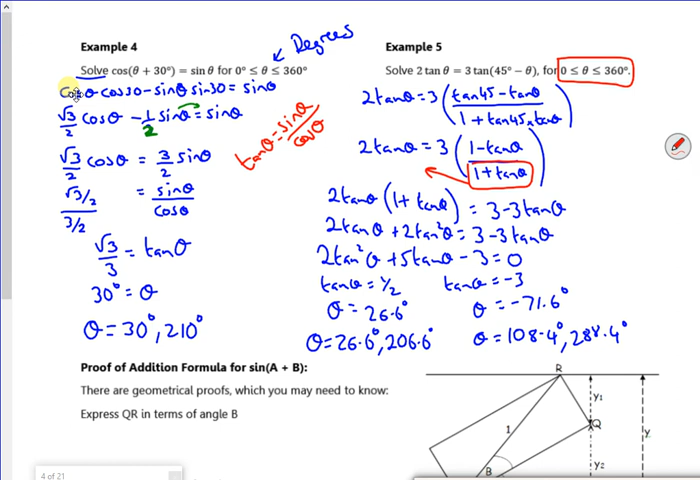 Example 4
Solve cos(θ + 30°) = sin θ for 0° ≤ θ ≤ 360°
Degrees
cosθ cos30 - sinθ sin30 = sinθ
√3/2 cosθ - 1/2 sinθ = sinθ
tanθ = sinθ/cosθ
√3/2 cosθ = 3/2 sinθ
√3/2 / 3/2 = sinθ/cosθ
√3/3 = tanθ
30° = θ
θ = 30°, 210°
Example 5
Solve 2 tan θ = 3 tan(45° − θ), for 0 ≤ θ ≤ 360°.
2tanθ = 3 (tan45 - tanθ / 1 + tan45 × tanθ)
2tanθ = 3 (1 - tanθ / 1 + tanθ)
2tanθ (1 + tanθ) = 3 - 3tanθ
2tanθ + 2tan²θ = 3 - 3tanθ
2tan²θ + 5tanθ - 3 = 0
tanθ = 1/2 tanθ = -3
θ = 26.6° θ = -71.6°
θ = 26.6°, 206.6° θ = 108.4°, 288.4°
Proof of Addition Formula for sin(A + B):
There are geometrical proofs, which you may need to know:
Express QR in terms of angle B
R
y₁
1
Q
y
B
y₂
4 of 21